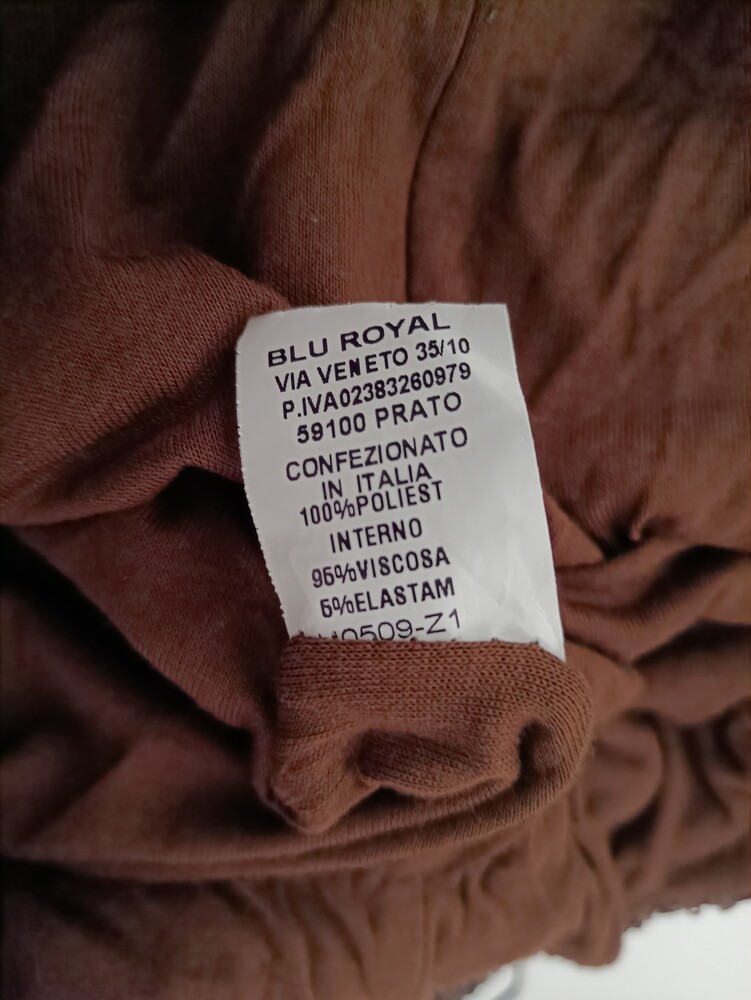 BLU ROYAL
VIA VENETO 35/10
P.IVA02383260979
59100 PRATO
CONFEZIONATO
IN ITALIA
100%POLIEST
INTERNO
95%VISCOSA
5%ELASTAM